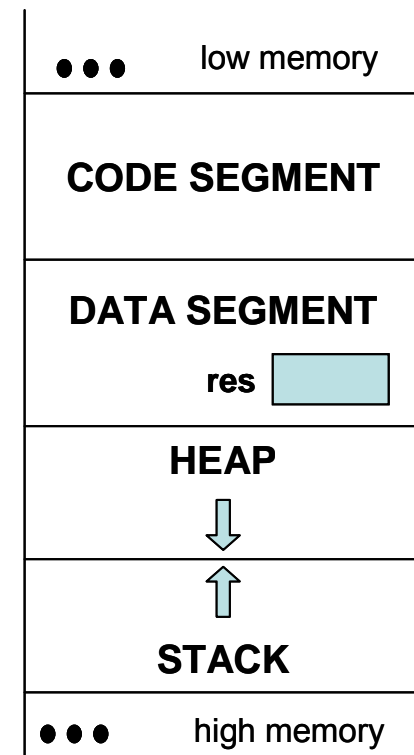 ••• low memory
CODE SEGMENT
DATA SEGMENT
res
HEAP
STACK
••• high memory